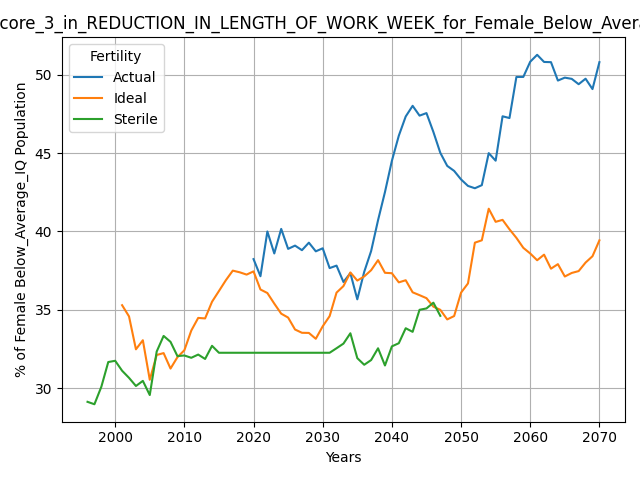 core_3_in_REDUCTION_IN_LENGTH_OF_WORK_WEEK_for_Female_Below_Avera
Fertility
Actual
Ideal
Sterile
% of Female Below_Average_IQ Population
50
45
40
35
30
2000 2010 2020 2030 2040 2050 2060 2070
Years